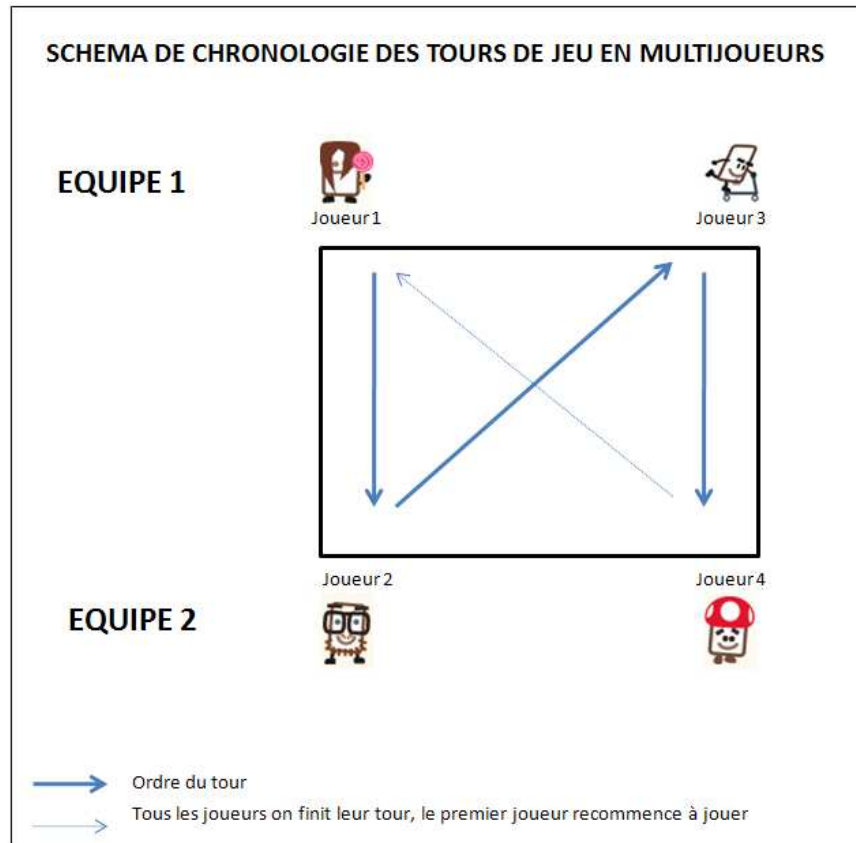 SCHEMA DE CHRONOLOGIE DES TOURS DE JEU EN MULTIJOUEURS
EQUIPE 1
Joueur 1
Joueur 3
Joueur 2
Joueur 4
EQUIPE 2
Ordre du tour
Tous les joueurs on finit leur tour, le premier joueur recommence à jouer